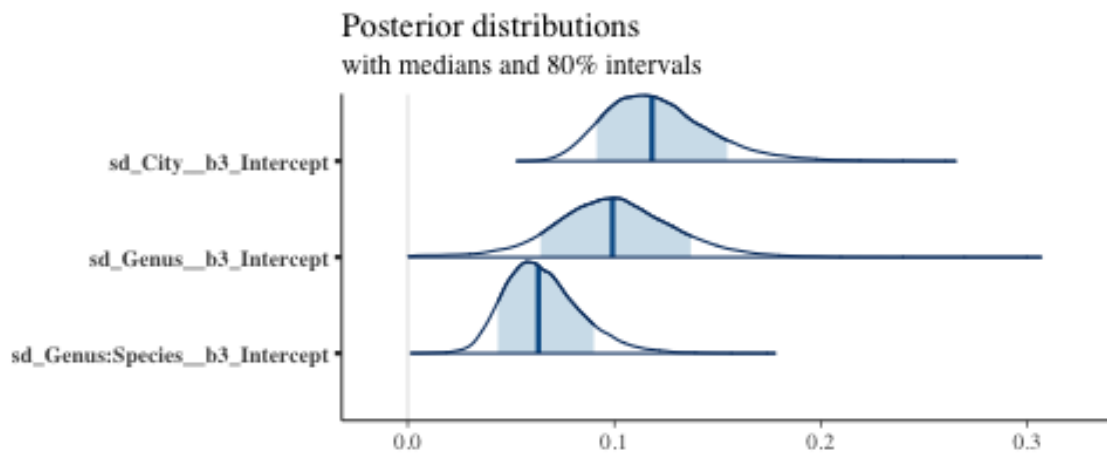 Posterior distributions
with medians and 80% intervals
sd_City__b3_Intercept
sd_Genus__b3_Intercept
sd_Genus:Species__b3_Intercept
0.0 0.1 0.2 0.3